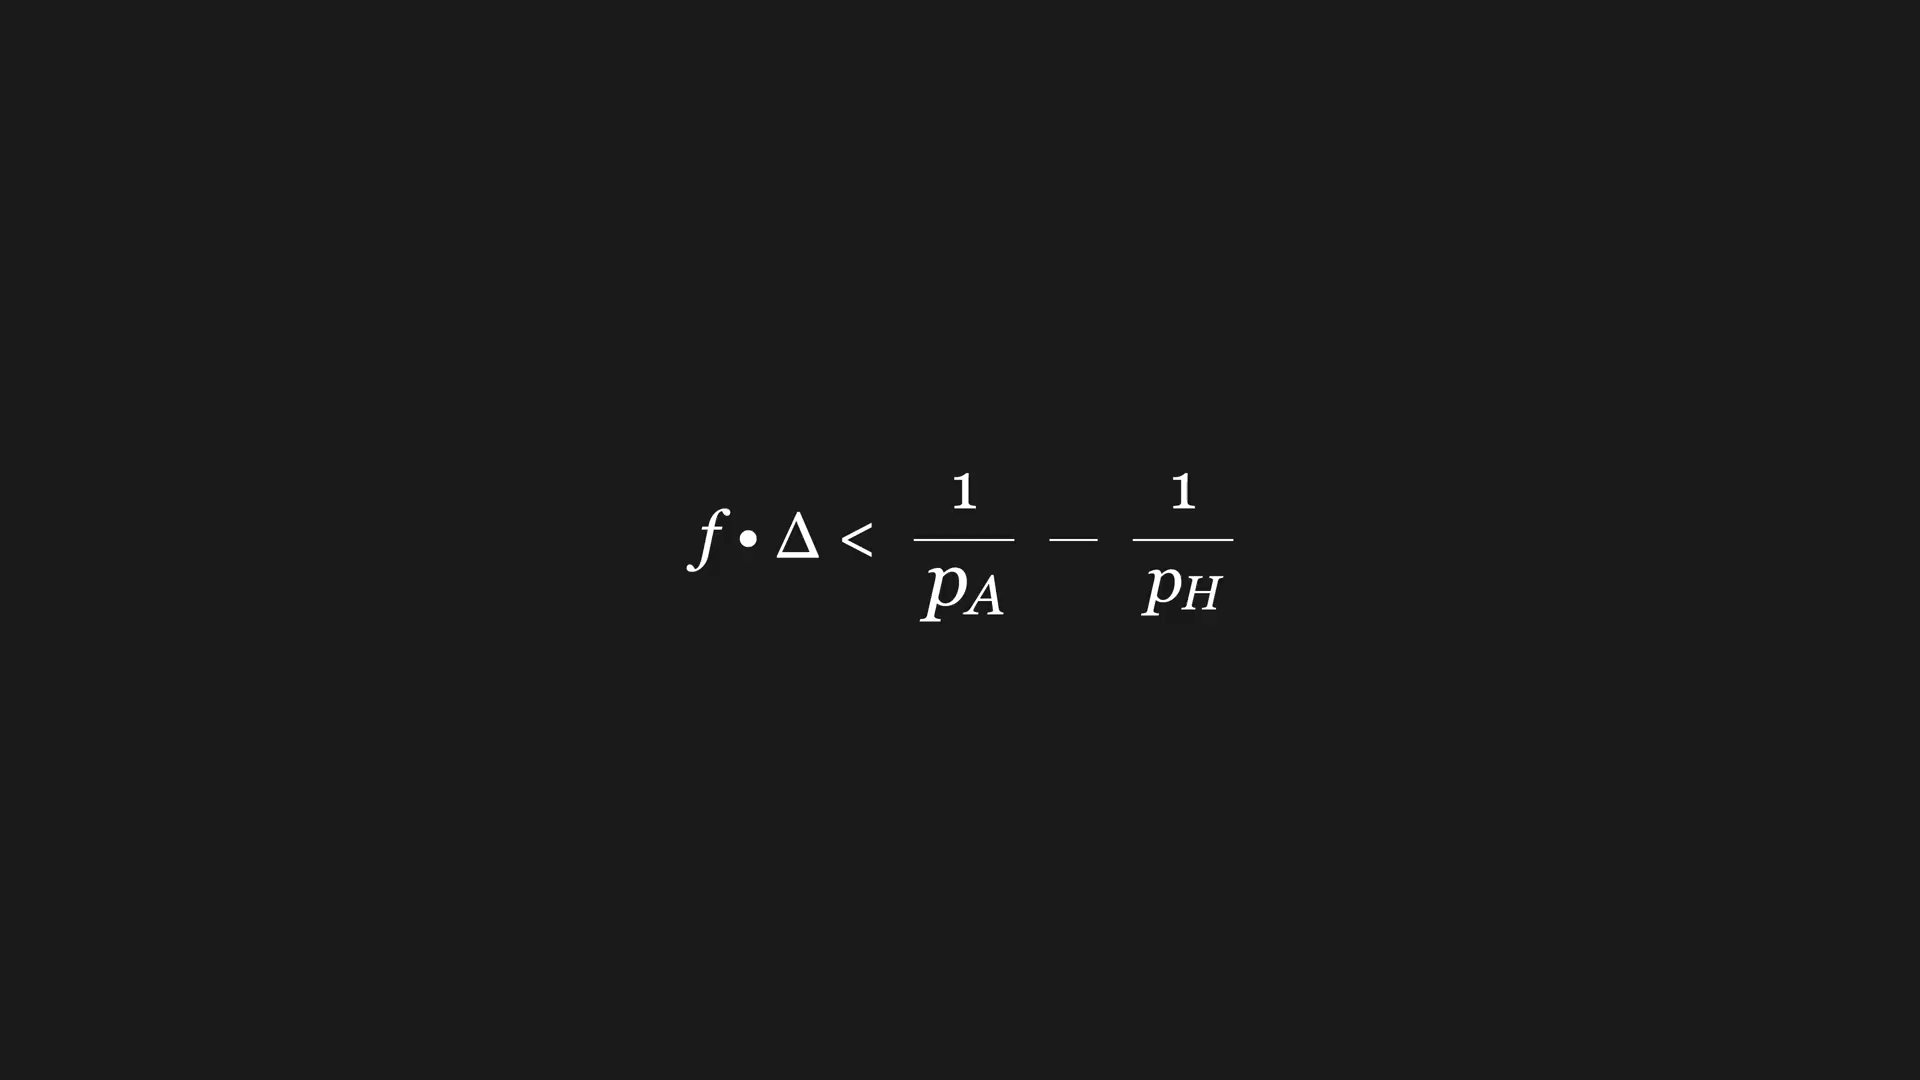 f • Δ < 1/p_A — 1/p_H